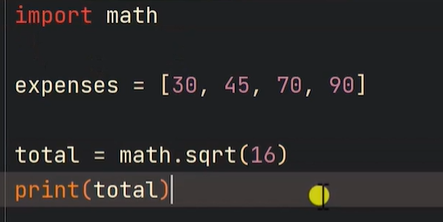 import math
expenses = [30, 45, 70, 90]
total = math.sqrt(16)
print(total)